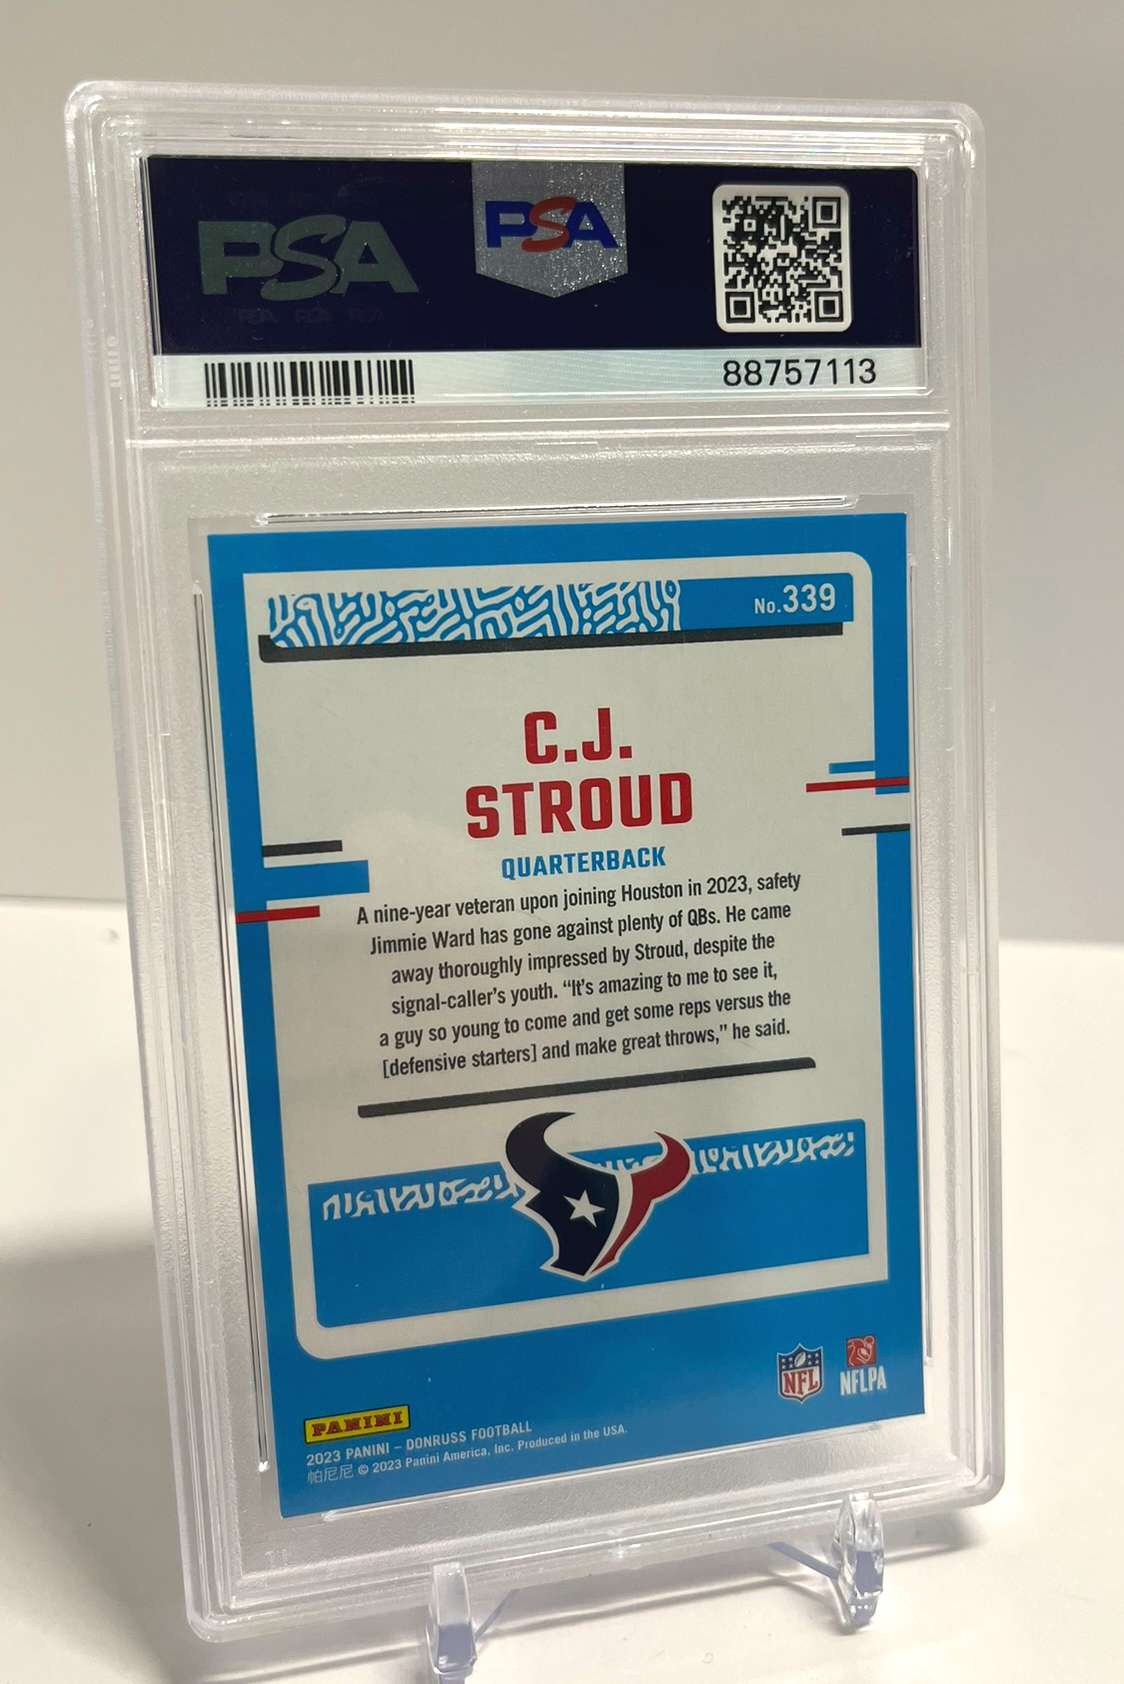 PSA PSA
PSA PSA PSA
88757113
No.339
C.J.
STROUD
QUARTERBACK
A nine-year veteran upon joining Houston in 2023, safety
Jimmie Ward has gone against plenty of QBs. He came
away thoroughly impressed by Stroud, despite the
signal-caller's youth. “It's amazing to me to see it,
a guy so young to come and get some reps versus the
[defensive starters] and make great throws,” he said.
NFL NFLPA
PANINI
2023 PANINI – DONRUSS FOOTBALL
帕尼尼 © 2023 Panini America, Inc. Produced in the USA.